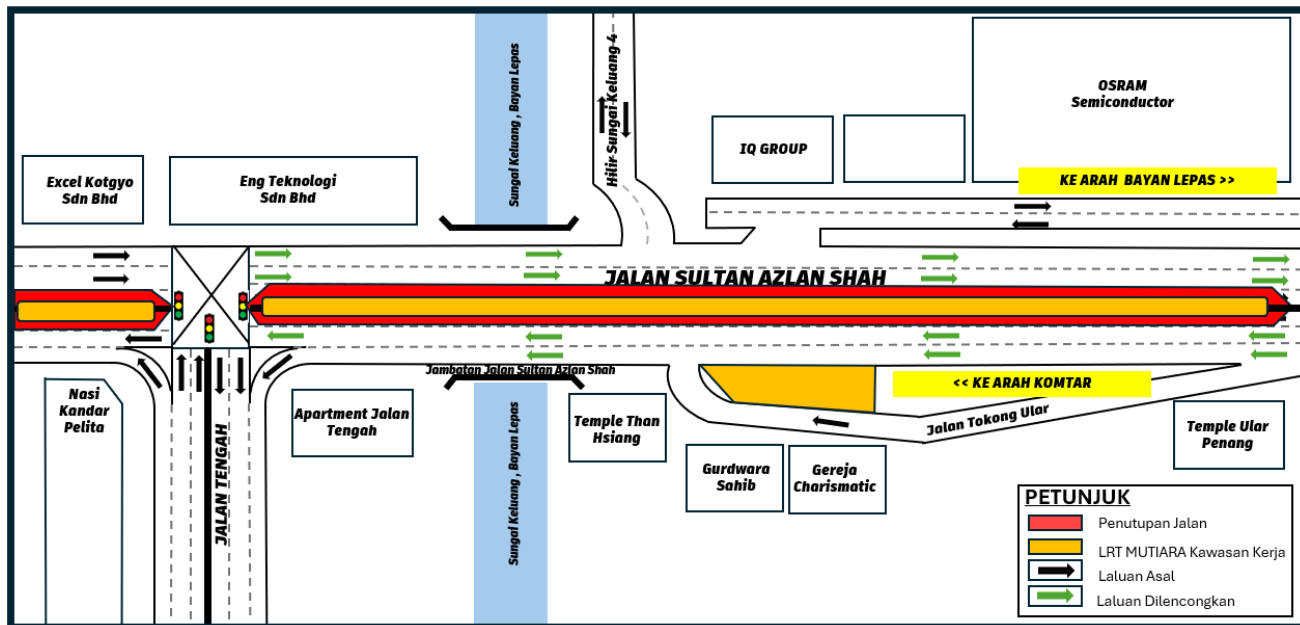 OSRAM
Semiconductor
Hilir Sungai Keluang 4
Sungai Keluang , Bayan Lepas
IQ GROUP
Excel Kotgyo
Sdn Bhd
Eng Teknologi
Sdn Bhd
KE ARAH BAYAN LEPAS >>
JALAN SULTAN AZLAN SHAH
Jambatan Jalan Sultan Azlan Shah
<< KE ARAH KOMTAR
Nasi
Kandar
Pelita
JALAN TENGAH
Apartment Jalan
Tengah
Sungai Keluang , Bayan Lepas
Temple Than
Hsiang
Gurdwara
Sahib
Gereja
Charismatic
Jalan Tokong Ular
Temple Ular
Penang
PETUNJUK
Penutupan Jalan
LRT MUTIARA Kawasan Kerja
Laluan Asal
Laluan Dilencongkan